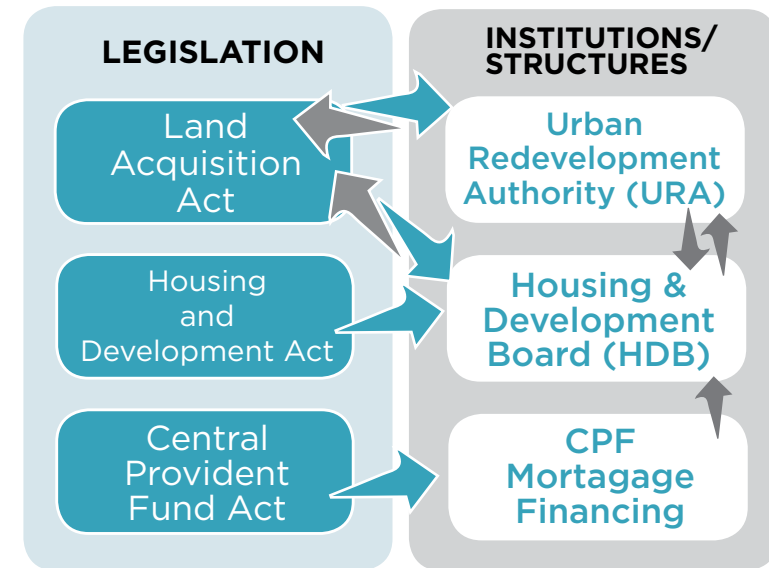 LEGISLATION
Land
Acquisition
Act
Housing
and
Development Act
Central
Provident
Fund Act
INSTITUTIONS/
STRUCTURES
Urban
Redevelopment
Authority (URA)
Housing &
Development
Board (HDB)
CPF
Mortagage
Financing